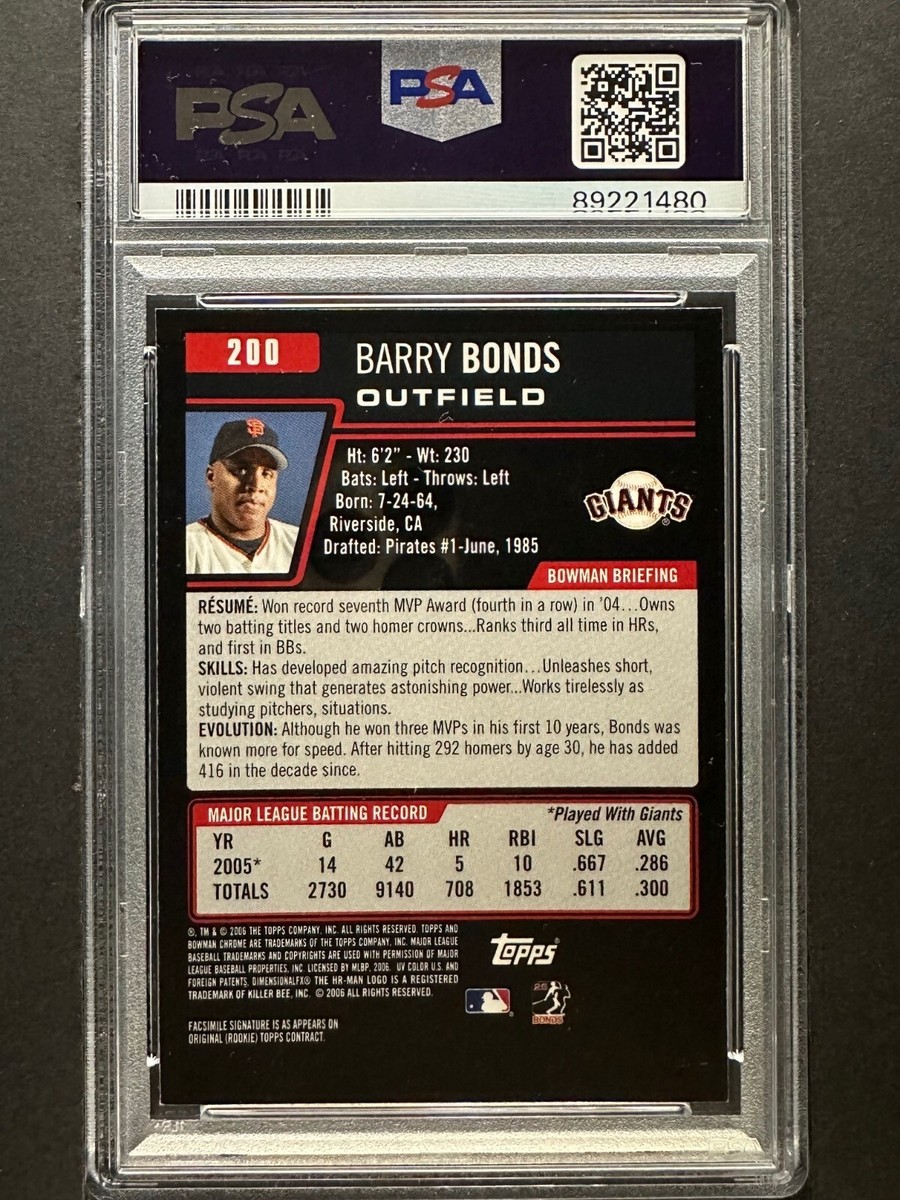 PSA
PSA
89221480
200
BARRY BONDS
OUTFIELD
SF
Ht: 6'2" - Wt: 230
Bats: Left - Throws: Left
Born: 7-24-64,
Riverside, CA
Drafted: Pirates #1-June, 1985
GIANTS®
BOWMAN BRIEFING
RÉSUMÉ: Won record seventh MVP Award (fourth in a row) in '04...Owns
two batting titles and two homer crowns...Ranks third all time in HRs,
and first in BBs.
SKILLS: Has developed amazing pitch recognition...Unleashes short,
violent swing that generates astonishing power...Works tirelessly as
studying pitchers, situations.
EVOLUTION: Although he won three MVPs in his first 10 years, Bonds was
known more for speed. After hitting 292 homers by age 30, he has added
416 in the decade since.
MAJOR LEAGUE BATTING RECORD *Played With Giants
YR G AB HR RBI SLG AVG
2005* 14 42 5 10 .667 .286
TOTALS 2730 9140 708 1853 .611 .300
®, TM & © 2006 THE TOPPS COMPANY, INC. ALL RIGHTS RESERVED. TOPPS AND
BOWMAN CHROME ARE TRADEMARKS OF THE TOPPS COMPANY, INC. MAJOR LEAGUE
BASEBALL TRADEMARKS AND COPYRIGHTS ARE USED WITH PERMISSION OF MAJOR
LEAGUE BASEBALL PROPERTIES, INC. LICENSED BY MLBP, 2006. UV COLOR U.S. AND
FOREIGN PATENTS, DIMENSIONALFX® THE HR-MAN LOGO IS A REGISTERED
TRADEMARK OF KILLER BEE, INC. © 2006 ALL RIGHTS RESERVED.
topps®
25
BONDS
FACSIMILE SIGNATURE IS AS APPEARS ON
ORIGINAL (ROOKIE) TOPPS CONTRACT.